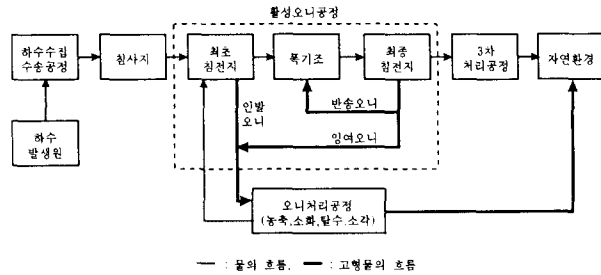 활성오니공정
하수수집
수송공정
침사지
최초
침전지
폭기조
최종
침전지
3차
처리공정
자연환경
하수
발생원
인발
오니
반송오니
잉여오니
오니처리공정
(농축,소화,탈수,소각)
— : 물의 흐름, — : 고형물의 흐름